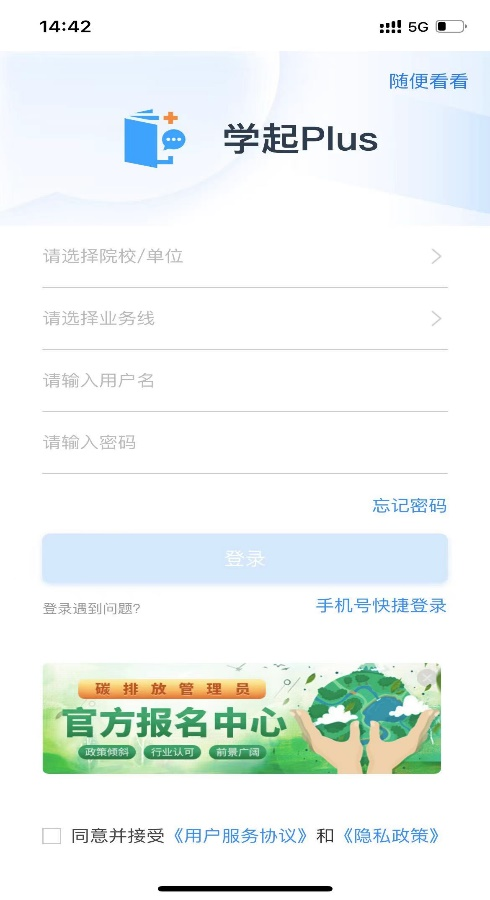 14:42
5G
随便看看
学起Plus
请选择院校/单位
请选择业务线
请输入用户名
请输入密码
忘记密码
登录
登录遇到问题?
手机号快捷登录
碳排放管理员
官方报名中心
政策倾斜 行业认可 前景广阔
同意并接受《用户服务协议》和《隐私政策》